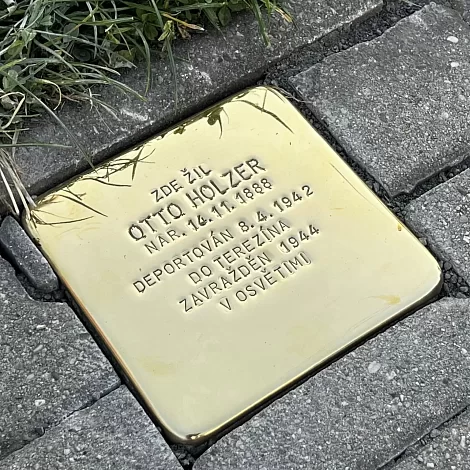 ZDE ŽIL
OTTO HOLZER
NAR. 14.11.1888
DEPORTOVÁN 8.4.1942
DO TEREZÍNA
ZAVRAŽDĚN 1944
V OSVĚTIMI